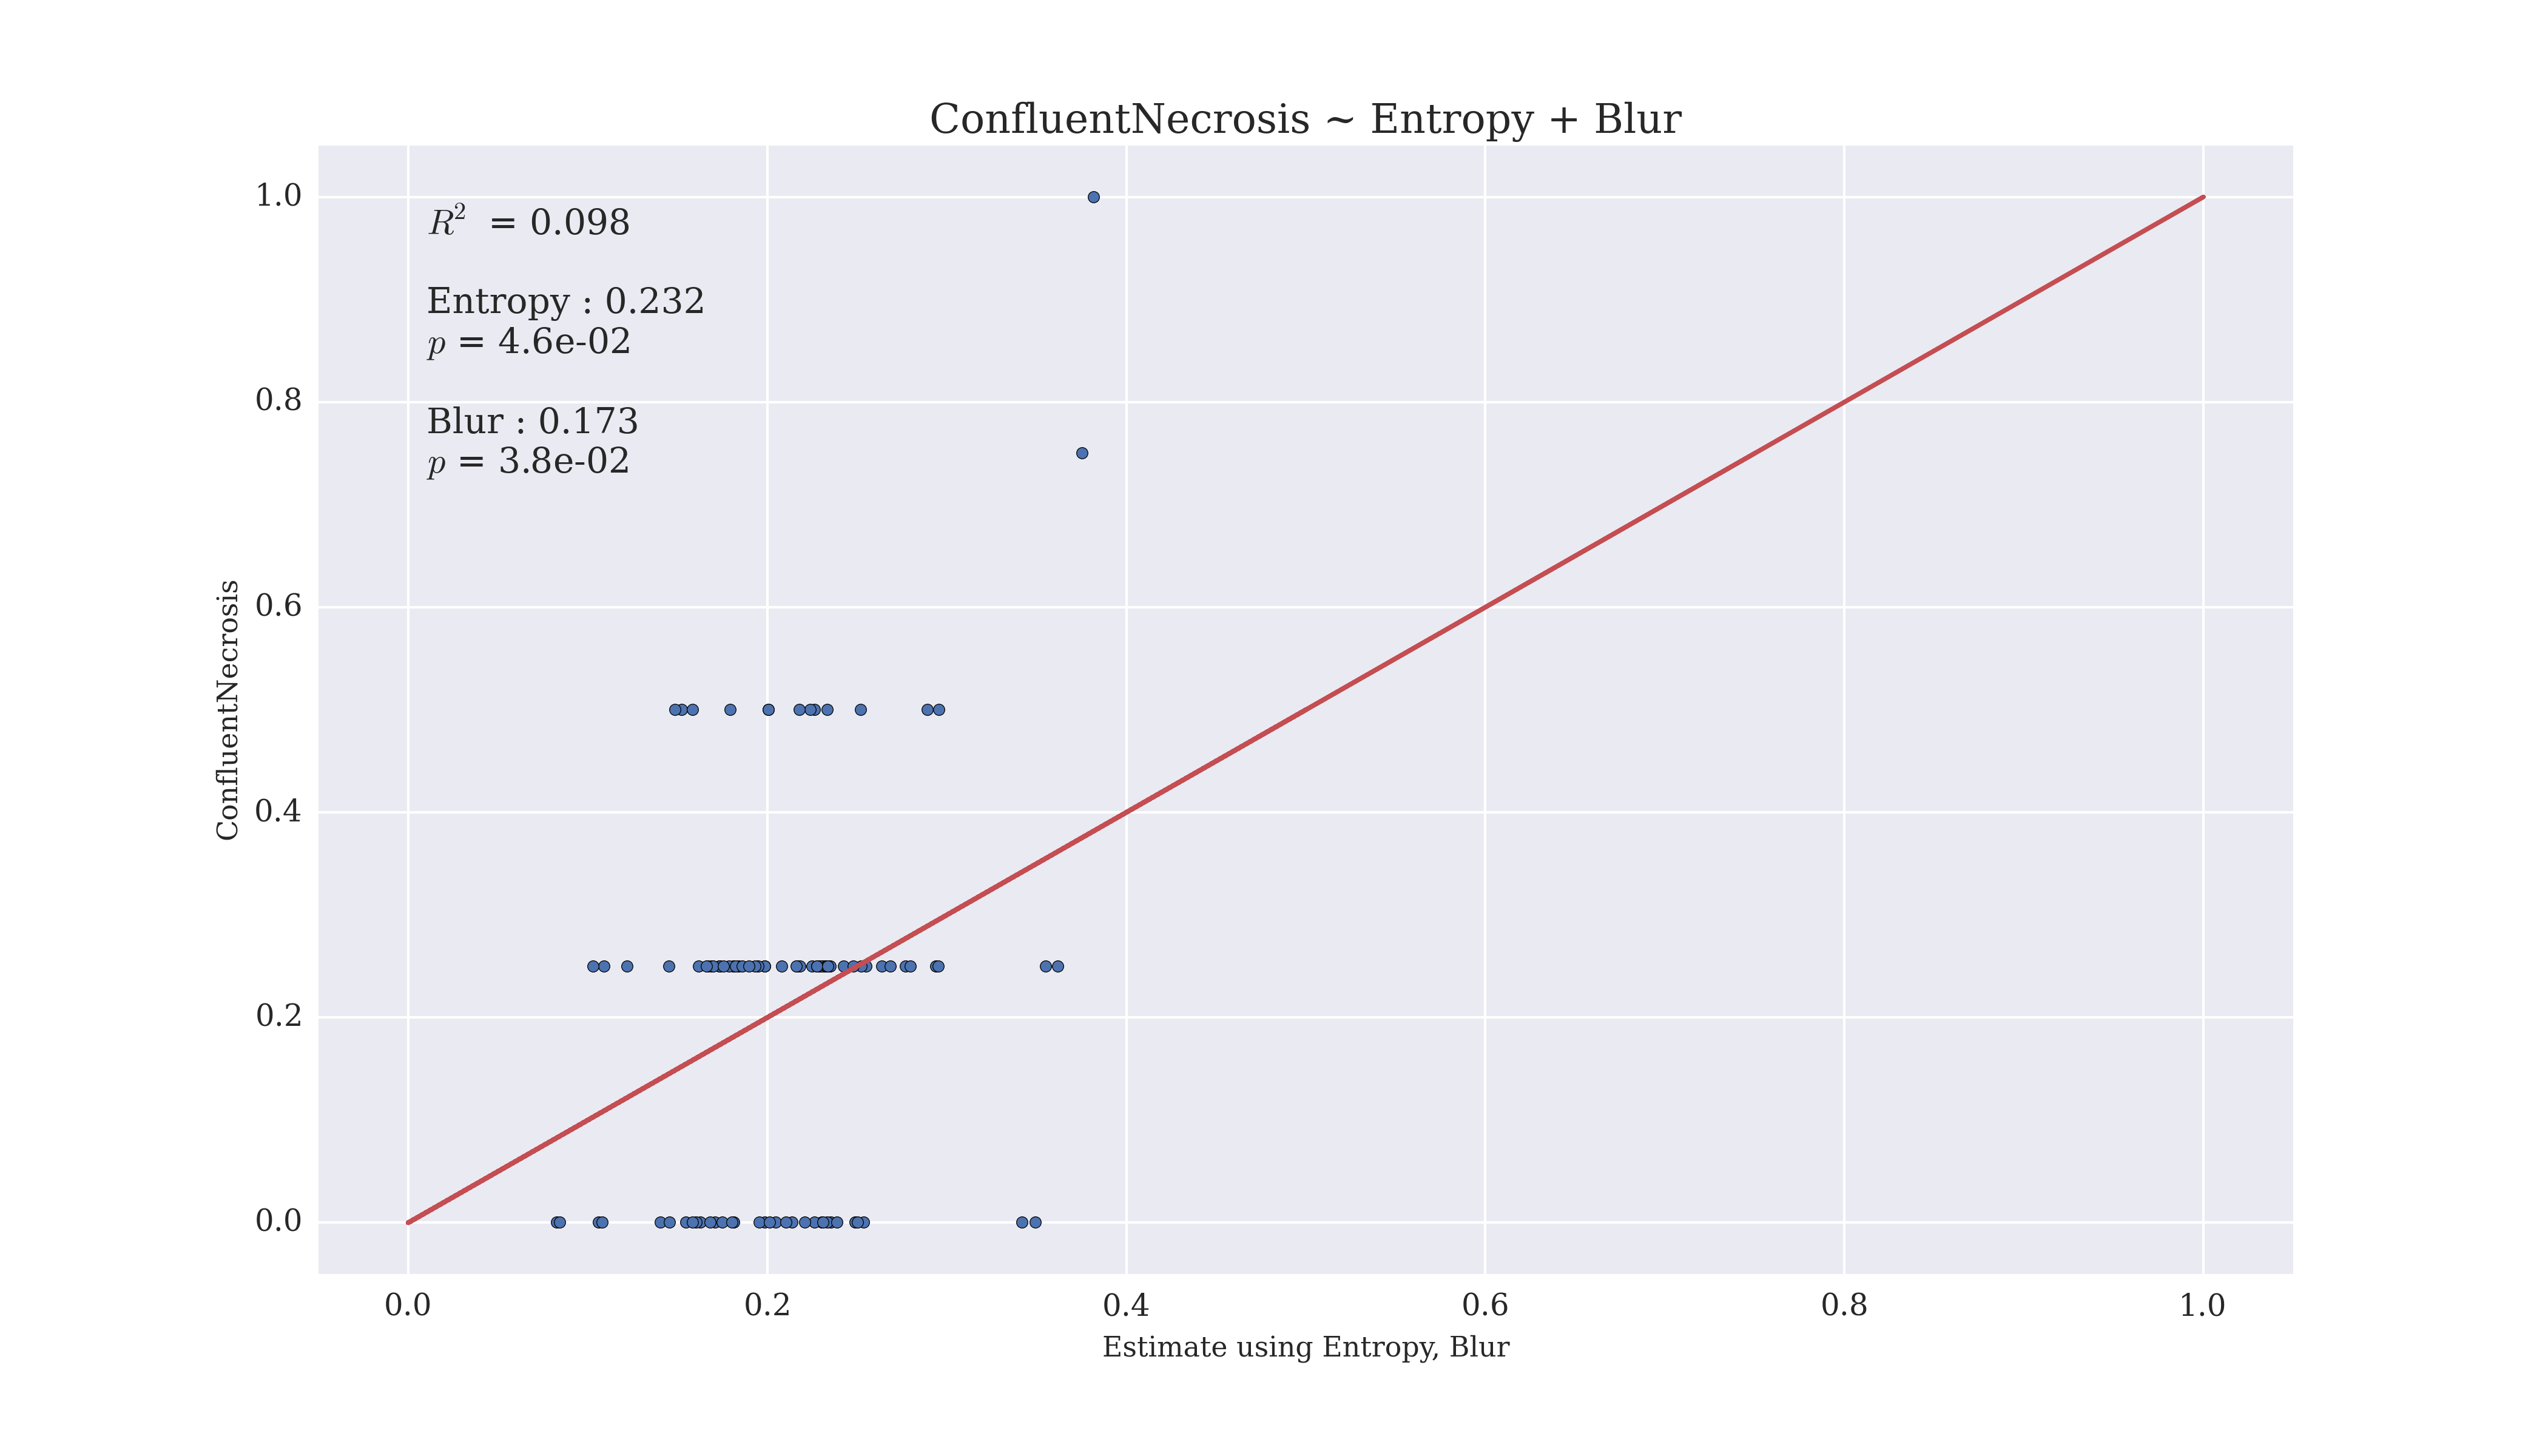 ConfluentNecrosis ~ Entropy + Blur
R² = 0.098
Entropy : 0.232
p = 4.6e-02
Blur : 0.173
p = 3.8e-02
1.0
0.8
0.6
0.4
0.2
0.0
ConfluentNecrosis
0.0 0.2 0.4 0.6 0.8 1.0
Estimate using Entropy, Blur